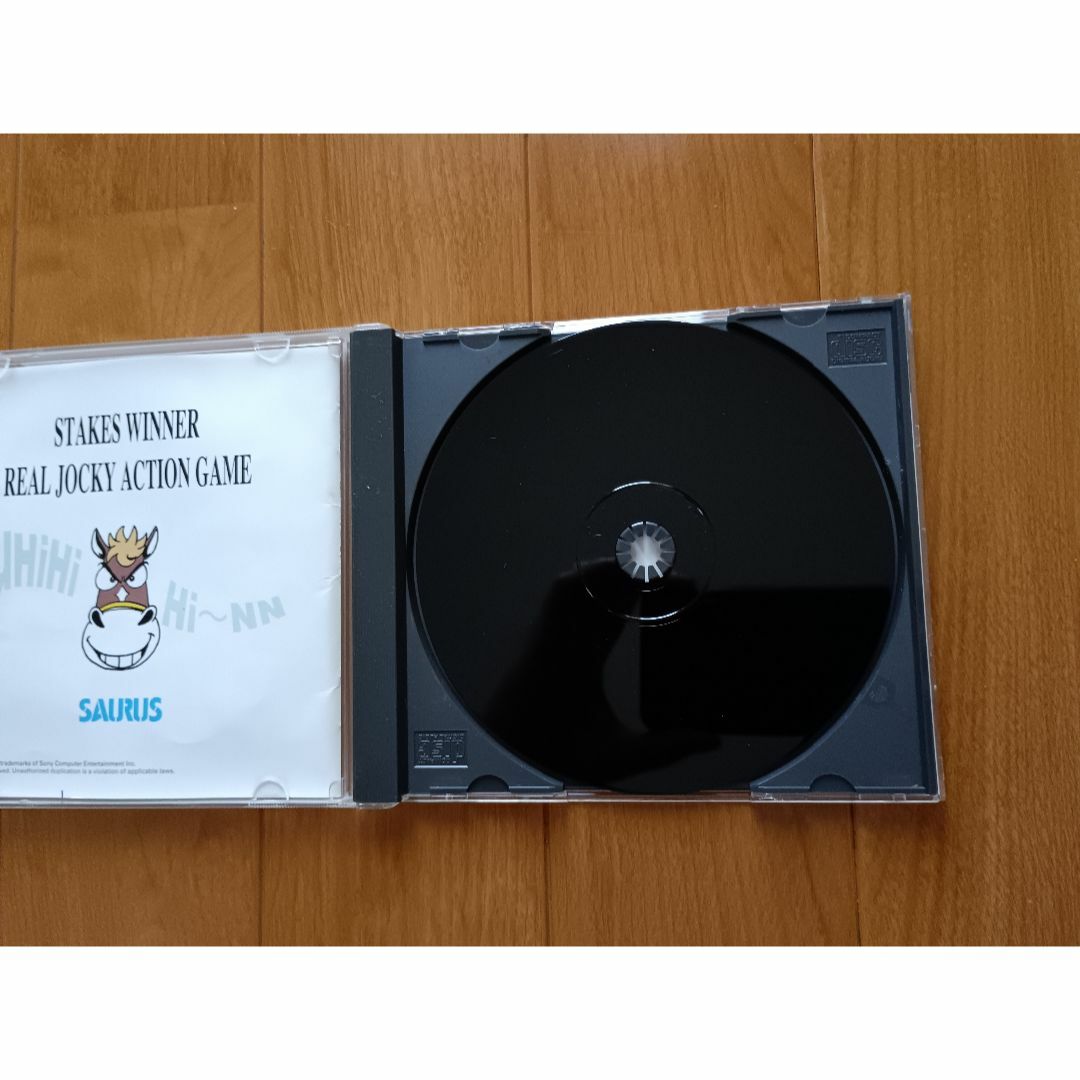 STAKES WINNER
REAL JOCKY ACTION GAME
HiHi
Hi~NN
SAURUS
trademarks of Sony Computer Entertainment Inc.
Unauthorized duplication is a violation of applicable laws.